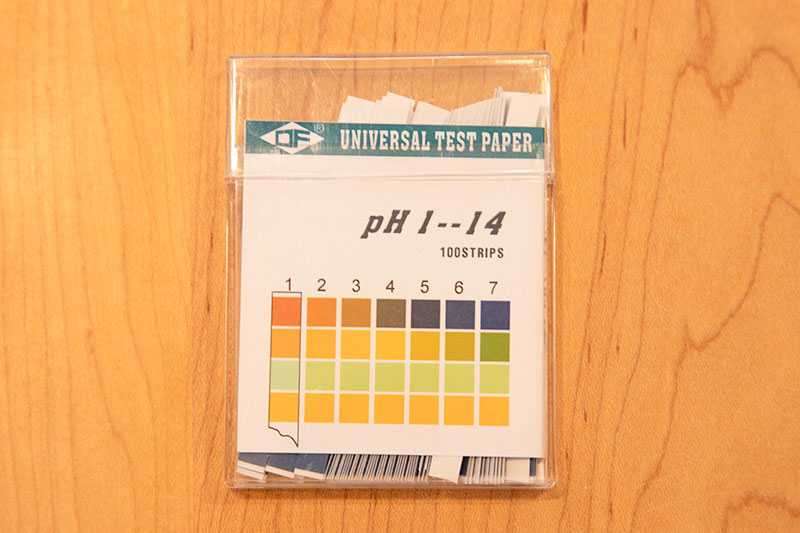 DF ® UNIVERSAL TEST PAPER
pH 1--14
100STRIPS
1 2 3 4 5 6 7